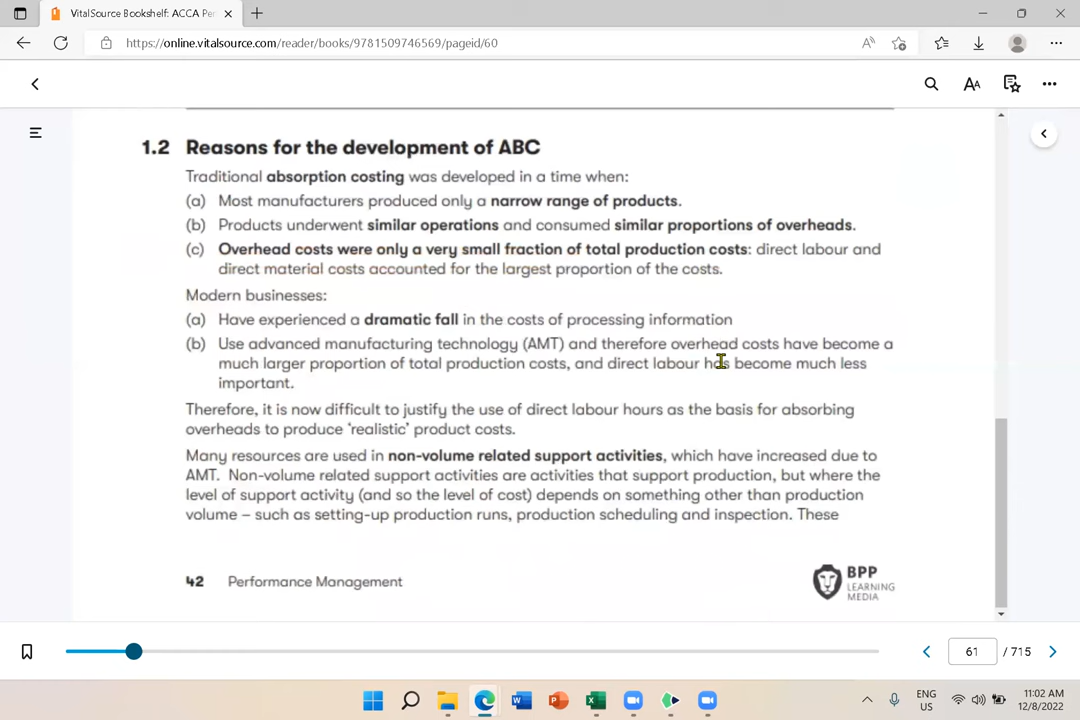 VitalSource Bookshelf: ACCA Per
https://online.vitalsource.com/reader/books/9781509746569/pageid/60
1.2 Reasons for the development of ABC
Traditional absorption costing was developed in a time when:
(a) Most manufacturers produced only a narrow range of products.
(b) Products underwent similar operations and consumed similar proportions of overheads.
(c) Overhead costs were only a very small fraction of total production costs: direct labour and
direct material costs accounted for the largest proportion of the costs.
Modern businesses:
(a) Have experienced a dramatic fall in the costs of processing information
(b) Use advanced manufacturing technology (AMT) and therefore overhead costs have become a
much larger proportion of total production costs, and direct labour has become much less
important.
Therefore, it is now difficult to justify the use of direct labour hours as the basis for absorbing
overheads to produce 'realistic' product costs.
Many resources are used in non-volume related support activities, which have increased due to
AMT. Non-volume related support activities are activities that support production, but where the
level of support activity (and so the level of cost) depends on something other than production
volume – such as setting-up production runs, production scheduling and inspection. These
42 Performance Management
BPP
LEARNING
MEDIA
61 / 715
ENG
US
11:02 AM
12/8/2022